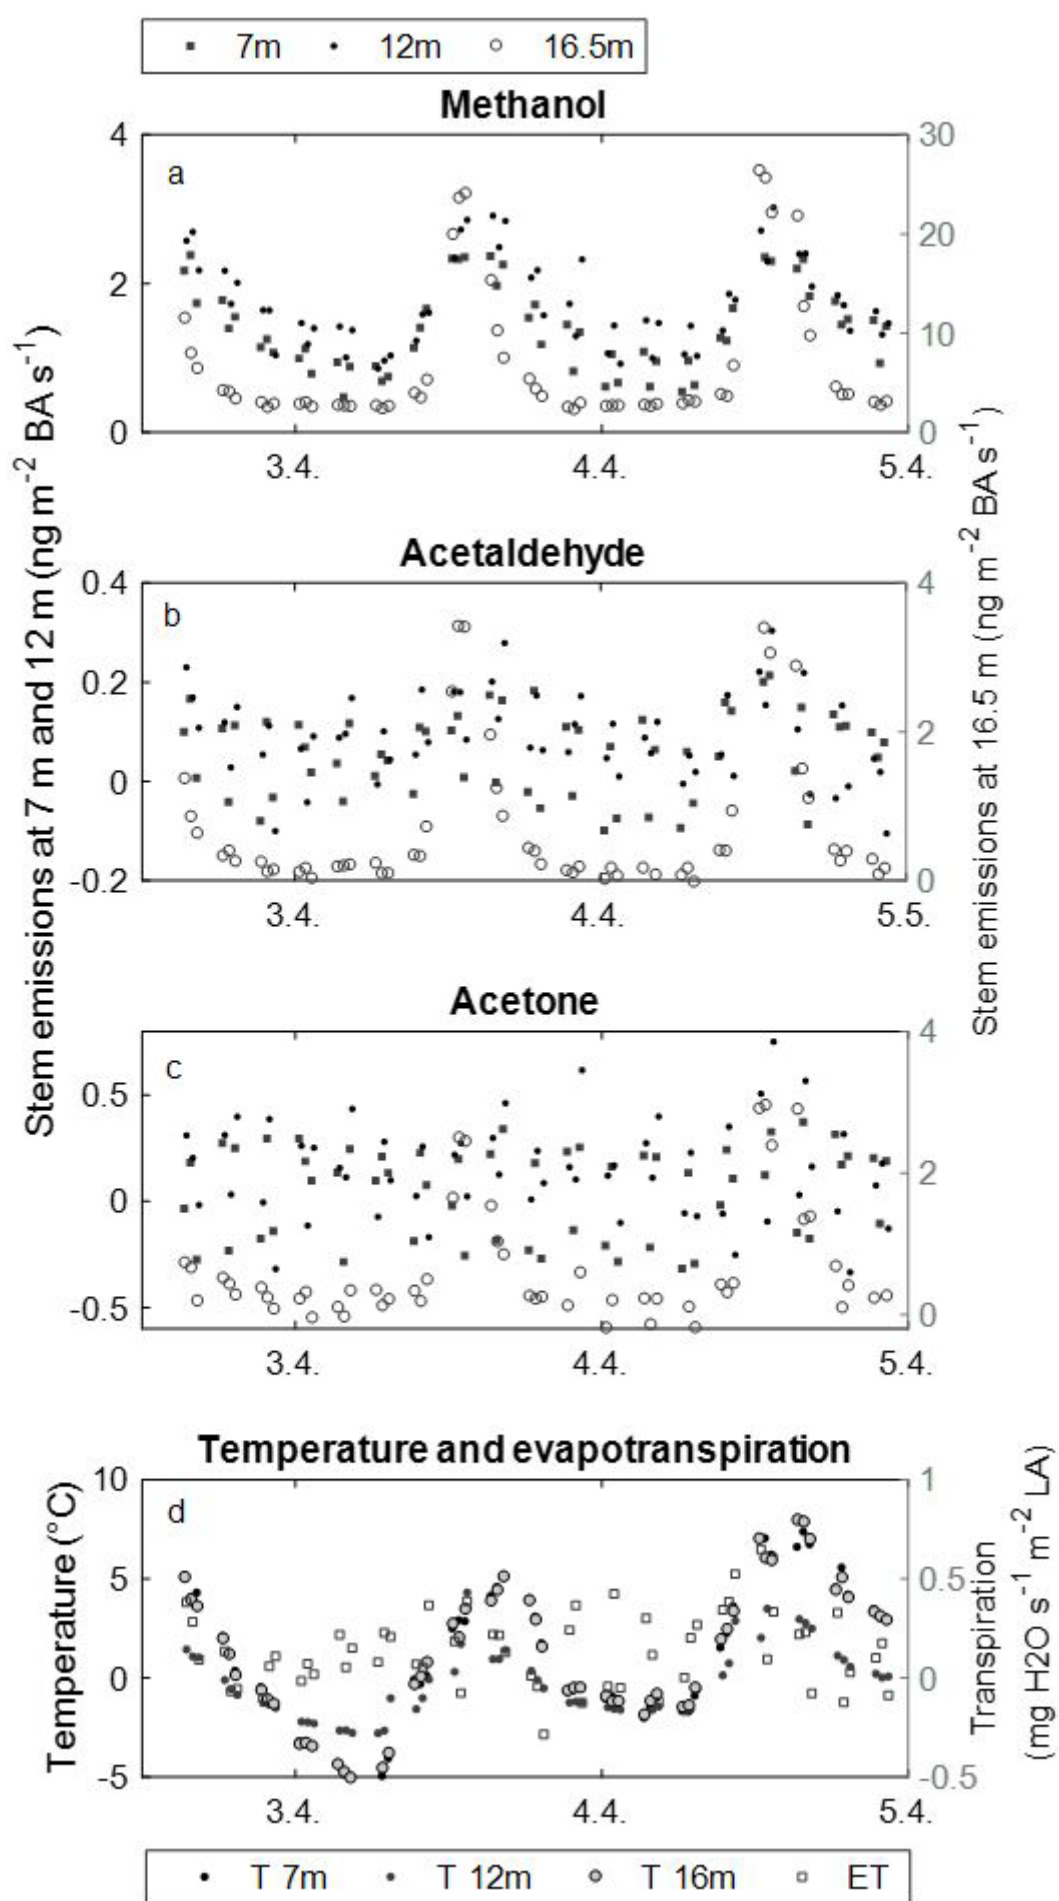 7m 12m 16.5m
Methanol
a
4
2
0
30
20
10
0
3.4. 4.4. 5.4.
Acetaldehyde
b
0.4
0.2
0
-0.2
4
2
0
3.4. 4.4. 5.5.
Acetone
c
0.5
0
-0.5
4
2
0
3.4. 4.4. 5.4.
Stem emissions at 7 m and 12 m (ng m-2 BA s-1)
Stem emissions at 16.5 m (ng m-2 BA s-1)
Temperature and evapotranspiration
d
10
5
0
-5
Temperature (°C)
1
0.5
0
-0.5
Transpiration
(mg H2O s-1 m-2 LA)
3.4. 4.4. 5.4.
T 7m T 12m T 16m ET